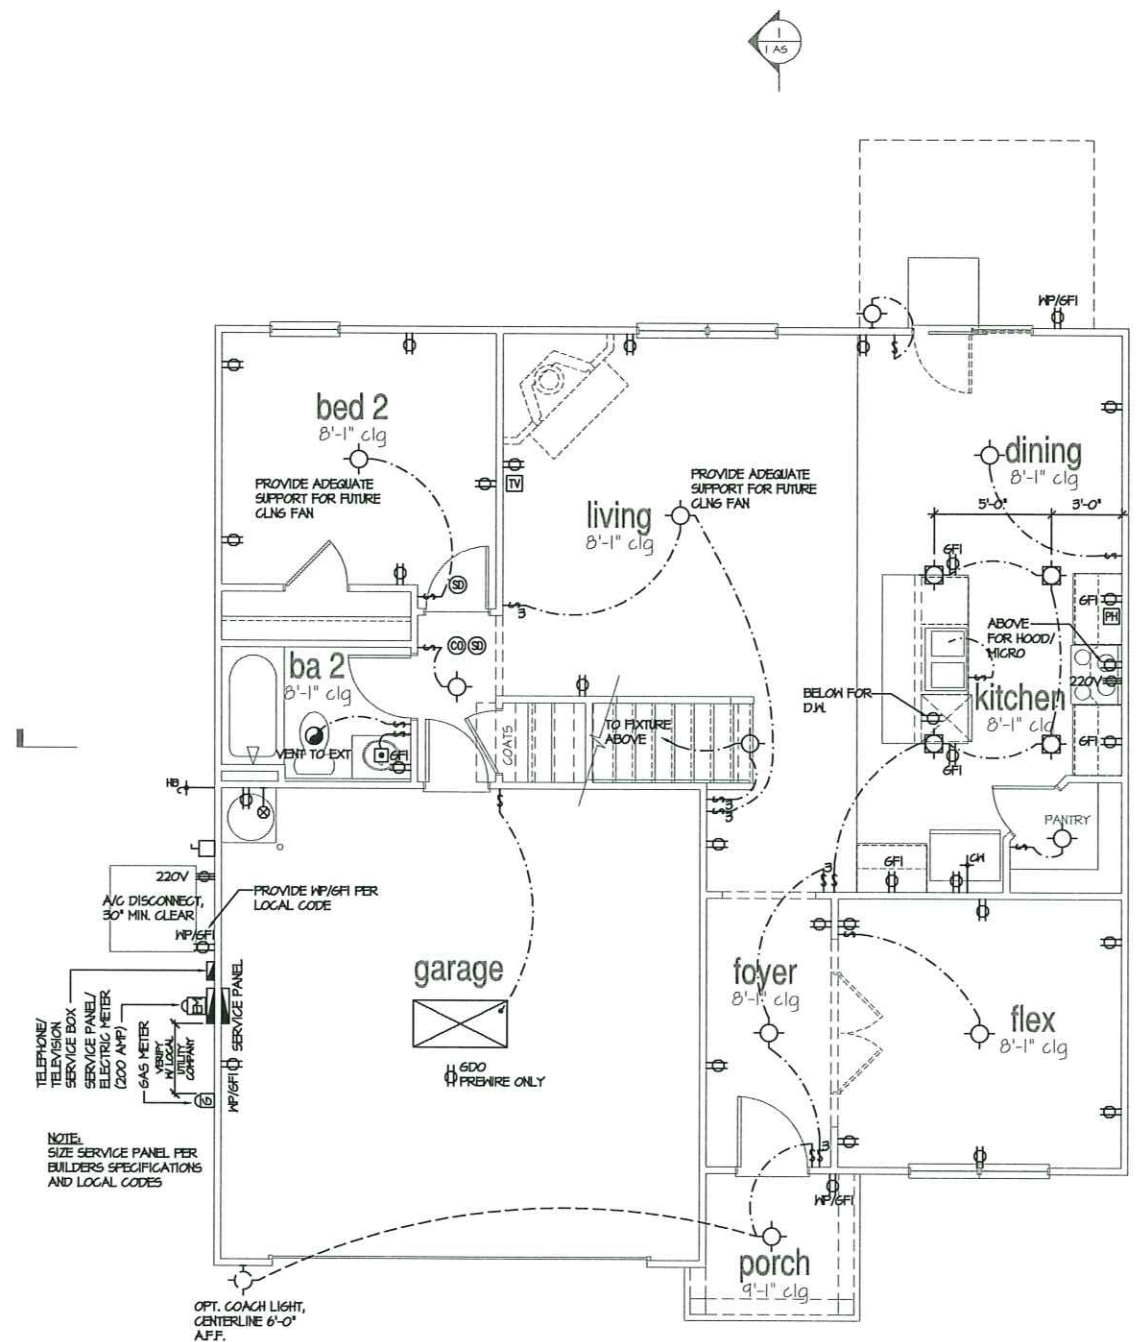 1
1 AS
WP/GFI
bed 2
8'-1" clg
PROVIDE ADEQUATE
SUPPORT FOR FUTURE
CLNG FAN
TV
living
8'-1" clg
PROVIDE ADEQUATE
SUPPORT FOR FUTURE
CLNG FAN
dining
8'-1" clg
5'-0"
3'-0"
GFI
SD
3
GFI
PH
ABOVE
FOR HOOD/
MICRO
220V
CO
SD
ba 2
8'-1" clg
BELOW FOR
D.W.
kitchen
8'-1" clg
COATS
TO FIXTURE
ABOVE
VENT TO EXT
GFI
GFI
GFI
HB
3
3
PANTRY
GFI
CW
3
220V
A/C DISCONNECT,
30" MIN. CLEAR
PROVIDE WP/GFI PER
LOCAL CODE
WP/GFI
garage
foyer
8'-1" clg
flex
8'-1" clg
TELEPHONE/
TELEVISION
SERVICE BOX
SERVICE PANEL/
ELECTRIC METER
(200 AMP)
GAS METER
VERIFY
W/ LOCAL
UTILITY
COMPANY
EM
NG
SERVICE PANEL
WP/GFI
GDO
PREWIRE ONLY
NOTE:
SIZE SERVICE PANEL PER
BUILDERS SPECIFICATIONS
AND LOCAL CODES
3
WP/GFI
porch
9'-1" clg
OPT. COACH LIGHT,
CENTERLINE 6'-0"
A.F.F.